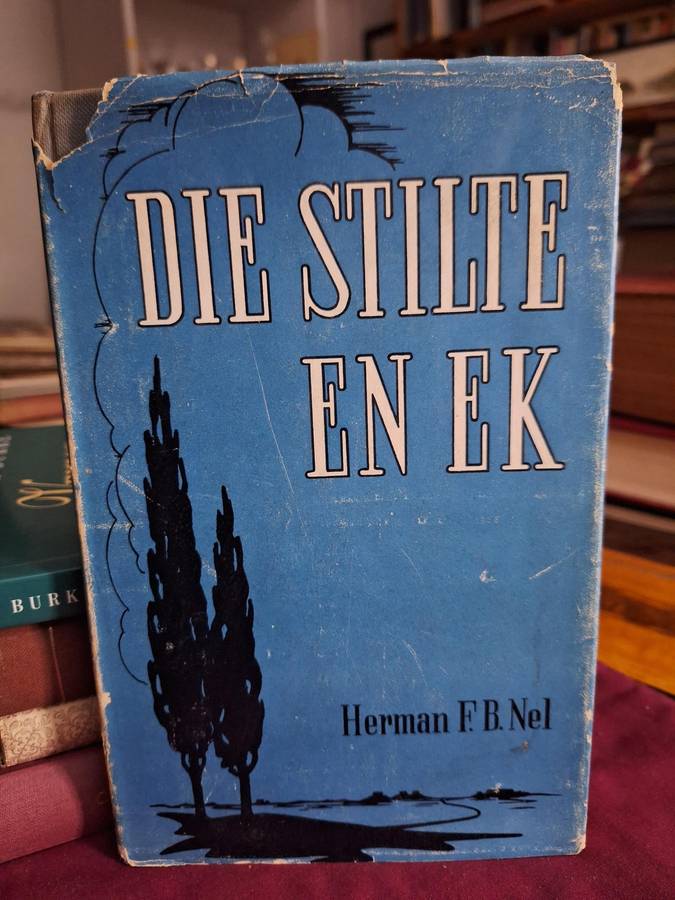 DIE STILTE
EN EK
Herman F. B. Nel
BURK